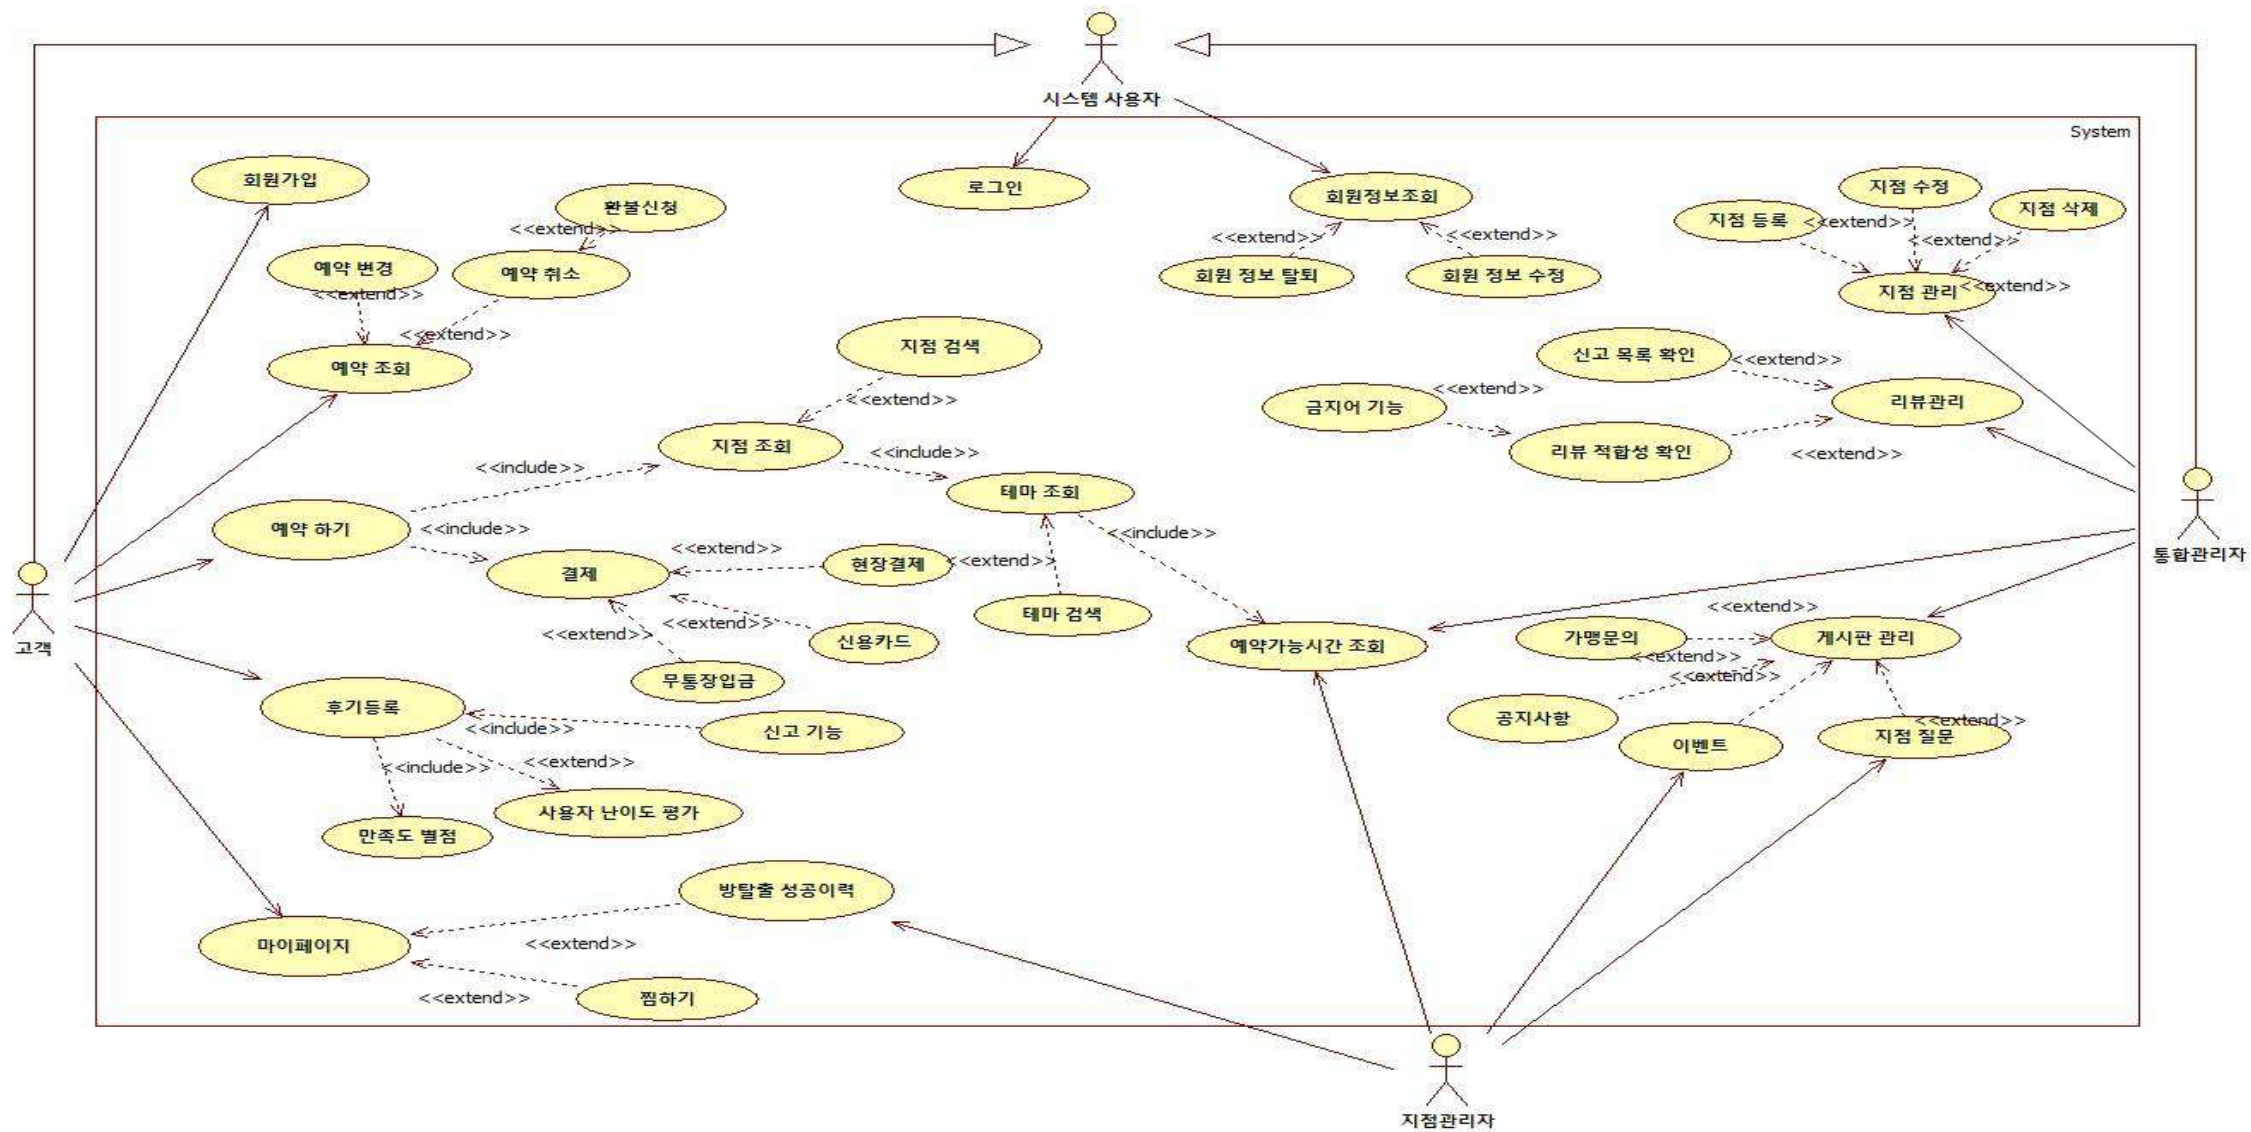 시스템 사용자
System
회원가입
환불신청
<<extend>>
예약 변경
<<extend>>
예약 취소
<<extend>>
예약 조회
로그인
회원정보조회
<<extend>>
<<extend>>
회원 정보 탈퇴
회원 정보 수정
지점 수정
지점 등록
<<extend>>
지점 삭제
<<extend>>
지점 관리
<<extend>>
지점 검색
<<extend>>
지점 조회
<<include>>
<<include>>
테마 조회
<<include>>
신고 목록 확인
<<extend>>
금지어 기능
<<extend>>
리뷰관리
리뷰 적합성 확인
<<extend>>
통합관리자
예약 하기
<<include>>
결제
<<extend>>
현장결제
<<extend>>
테마 검색
<<extend>>
신용카드
<<extend>>
무통장입금
예약가능시간 조회
<<extend>>
가맹문의
게시판 관리
<<extend>>
<<extend>>
공지사항
이벤트
<<extend>>
지점 질문
고객
후기등록
<<include>>
신고 기능
<<include>>
<<extend>>
사용자 난이도 평가
만족도 별점
방탈출 성공이력
마이페이지
<<extend>>
<<extend>>
찜하기
지점관리자